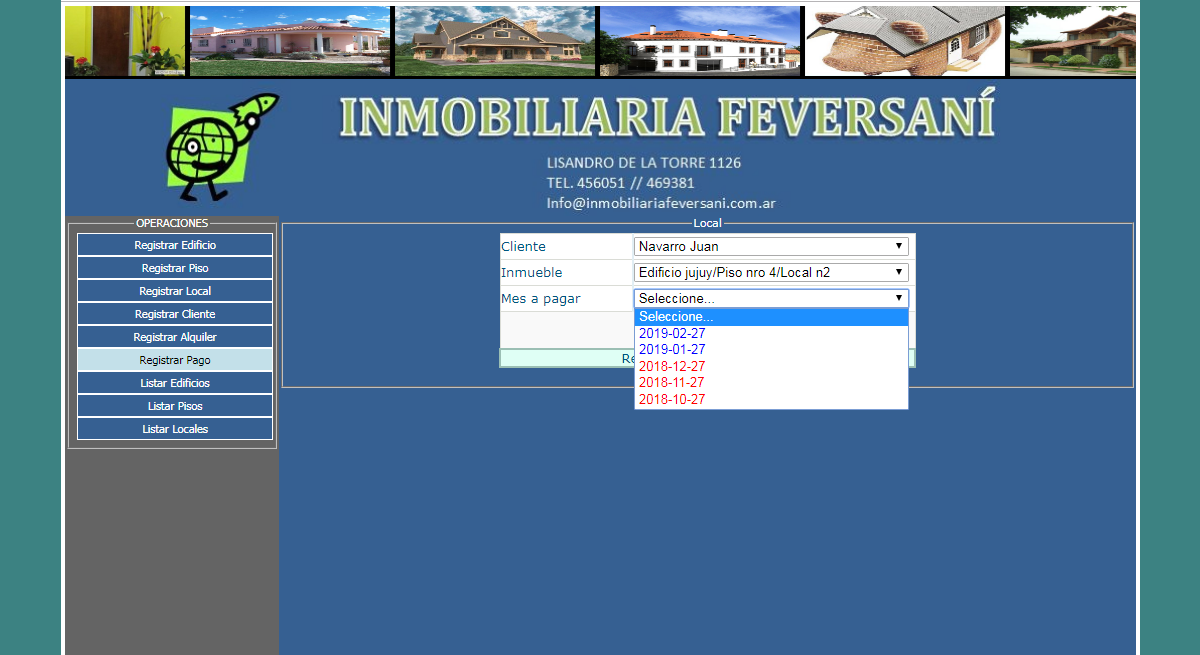 INMOBILIARIA FEVERSANÍ
LISANDRO DE LA TORRE 1126
TEL. 456051 // 469381
Info@inmobiliariafeversani.com.ar
OPERACIONES
Registrar Edificio
Registrar Piso
Registrar Local
Registrar Cliente
Registrar Alquiler
Registrar Pago
Listar Edificios
Listar Pisos
Listar Locales
Local
Cliente Navarro Juan
Inmueble Edificio jujuy/Piso nro 4/Local n2
Mes a pagar Seleccione...
Seleccione...
2019-02-27
2019-01-27
2018-12-27
2018-11-27
2018-10-27